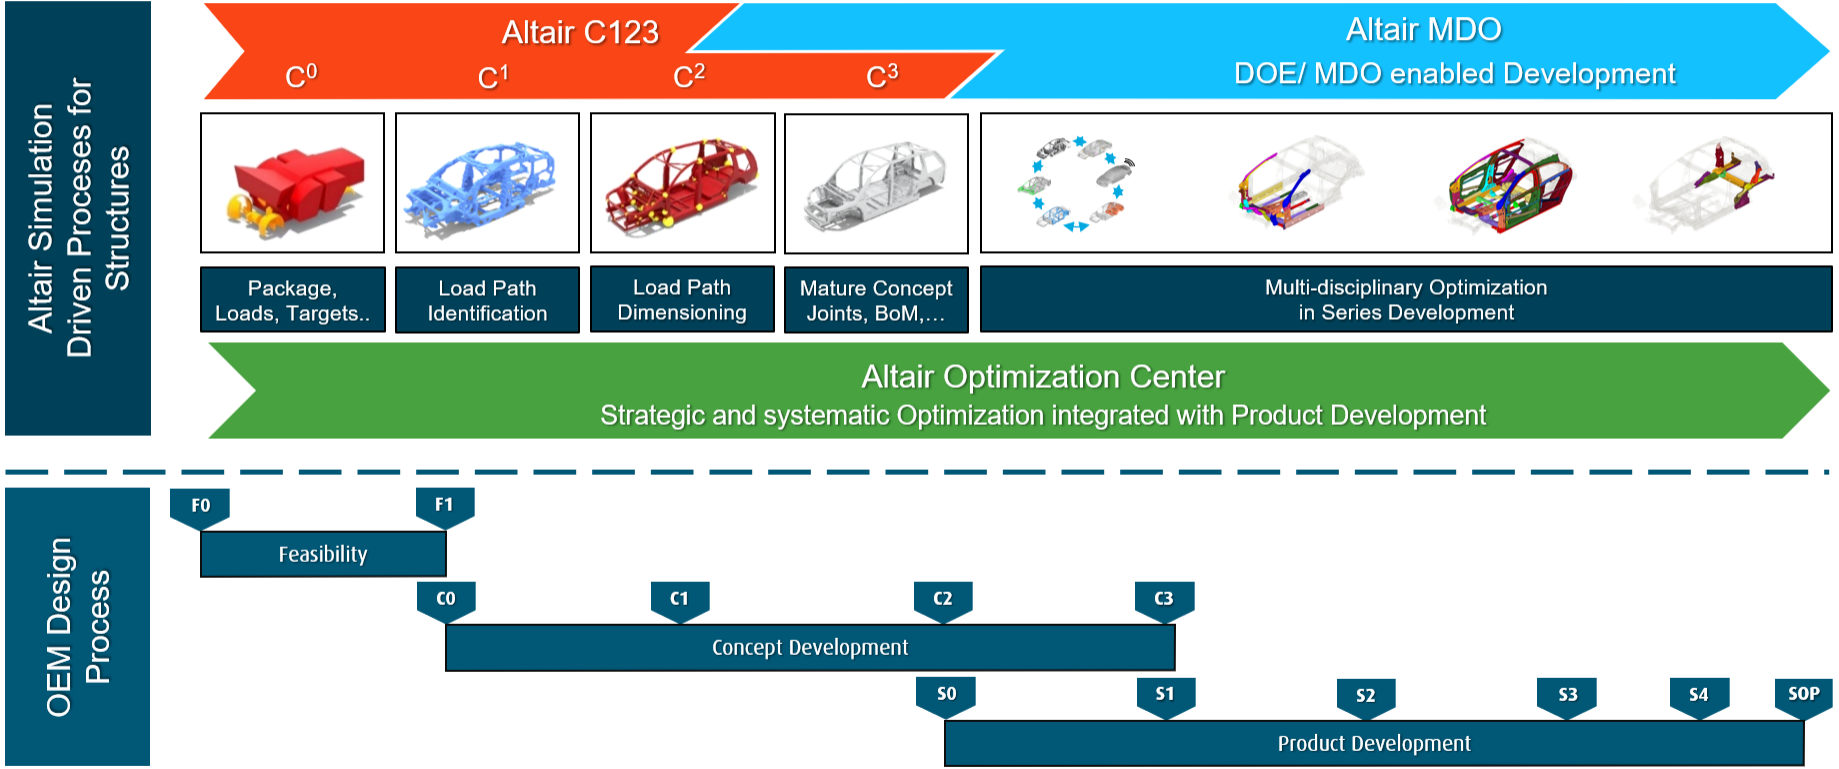 Altair Simulation
Driven Processes for
Structures
Altair C123
C⁰
C¹
C²
C³
Altair MDO
DOE/ MDO enabled Development
Package,
Loads, Targets..
Load Path
Identification
Load Path
Dimensioning
Mature Concept
Joints, BoM,...
Multi-disciplinary Optimization
in Series Development
Altair Optimization Center
Strategic and systematic Optimization integrated with Product Development
OEM Design
Process
F0
F1
Feasibility
C0
C1
C2
C3
Concept Development
S0
S1
S2
S3
S4
SOP
Product Development